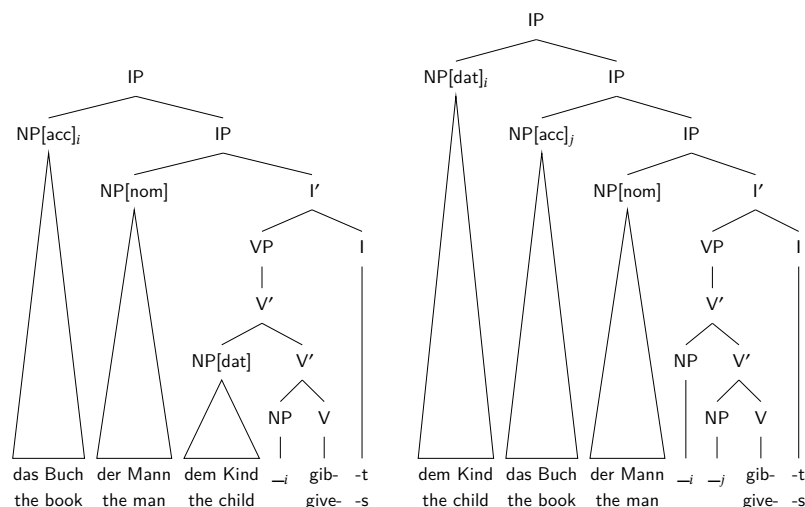 IP
IP
NP[dat]i IP
NP[acc]i IP
NP[acc]j IP
NP[nom] I′
NP[nom] I′
VP I
VP I
V′
V′
NP[dat] V′
NP V′
NP V
NP V
das Buch der Mann dem Kind _i gib- -t
the book the man the child give- -s
dem Kind das Buch der Mann _i _j gib- -t
the child the book the man give- -s